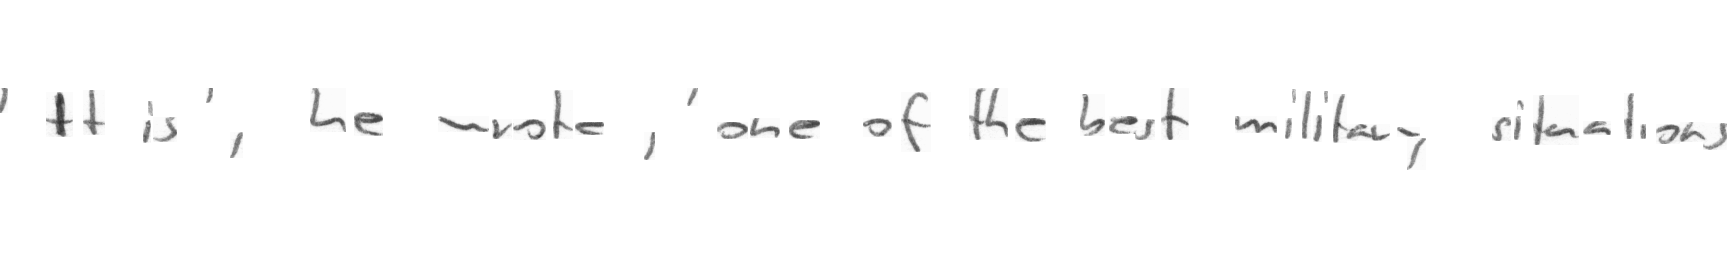 ' It is ' , he wrote , ' one of the best military situations